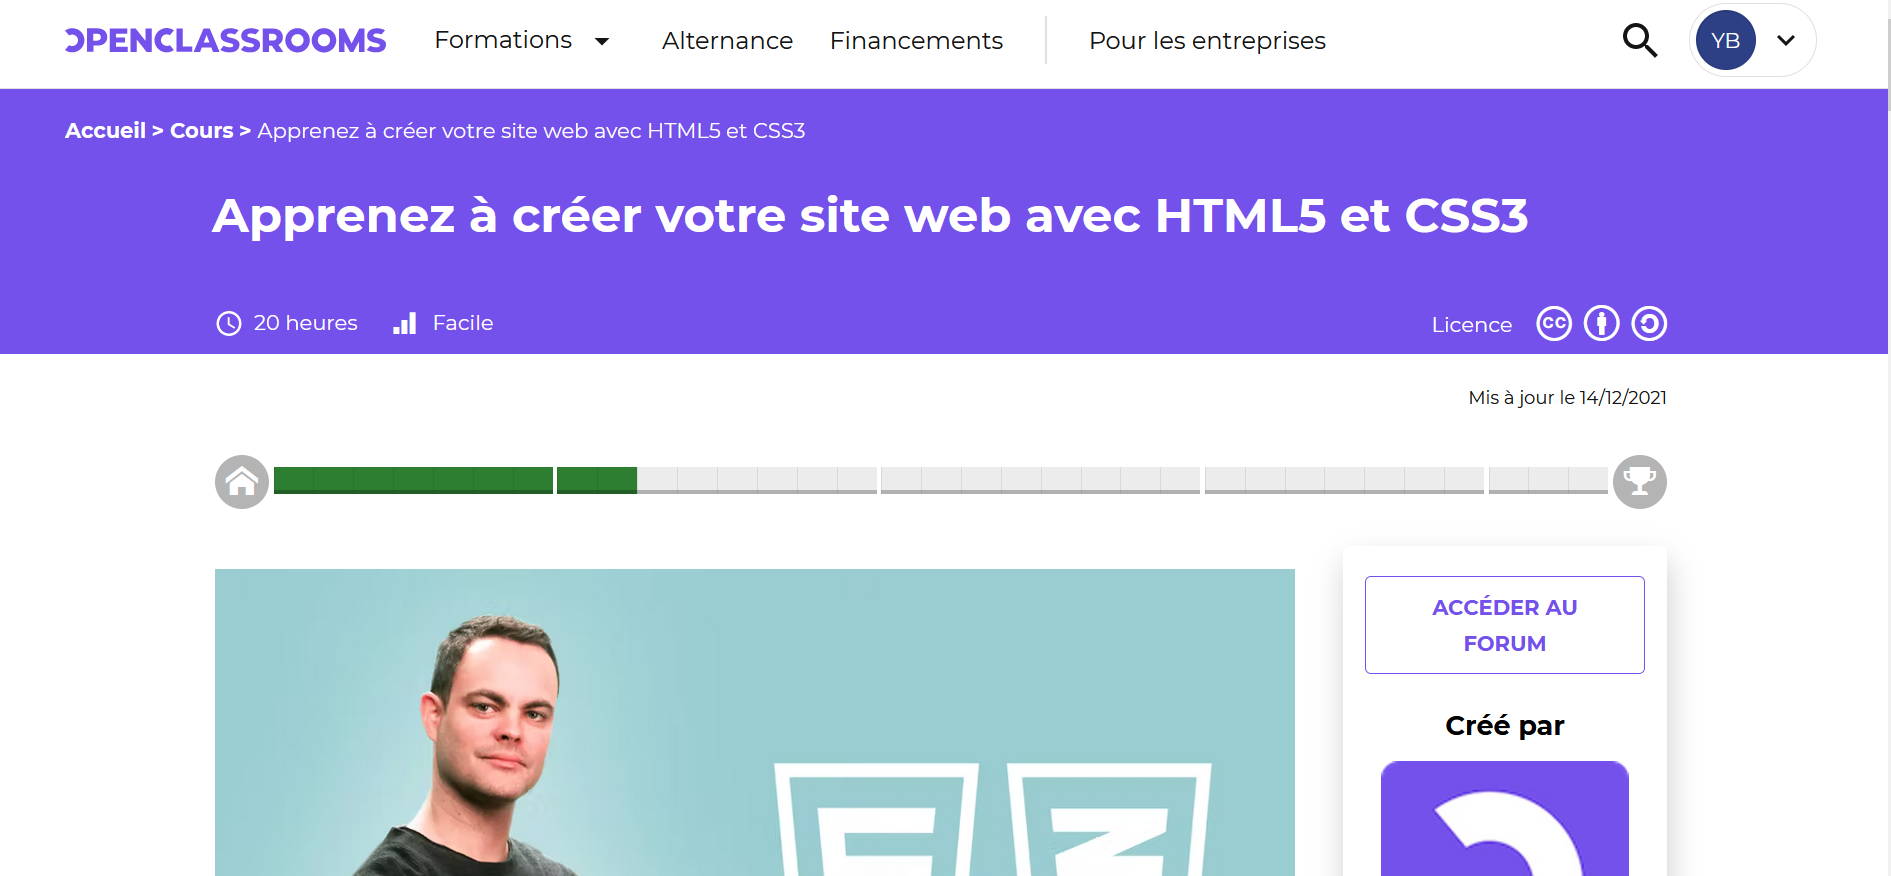 OPENCLASSROOMS
Formations
Alternance
Financements
Pour les entreprises
YB
Accueil > Cours > Apprenez à créer votre site web avec HTML5 et CSS3
Apprenez à créer votre site web avec HTML5 et CSS3
20 heures
Facile
Licence
CC
Mis à jour le 14/12/2021
ACCÉDER AU
FORUM
Créé par